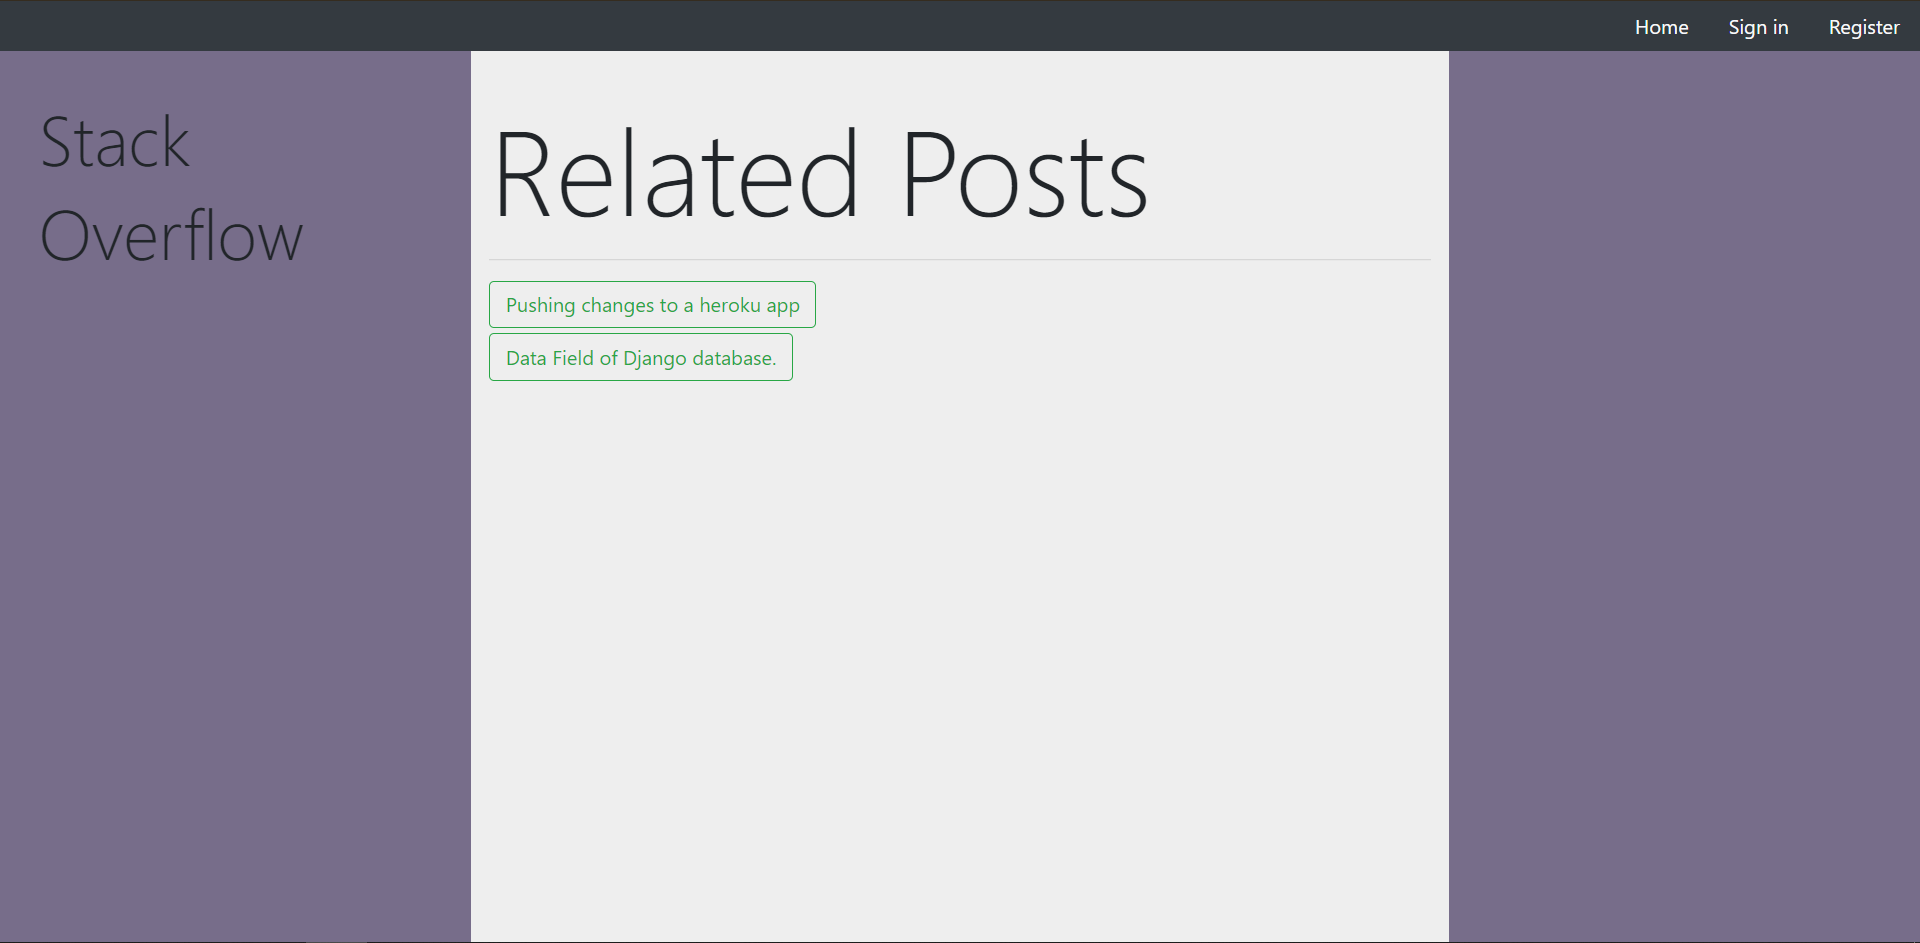 Home Sign in Register
Stack
Overflow
Related Posts
Pushing changes to a heroku app
Data Field of Django database.